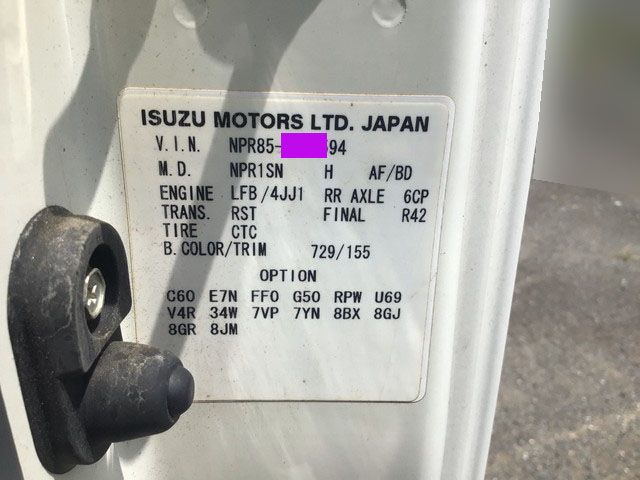 ISUZU MOTORS LTD. JAPAN
V.I.N. NPR85- 94
M.D. NPR1SN H AF/BD
ENGINE LFB/4JJ1 RR AXLE 6CP
TRANS. RST FINAL R42
TIRE CTC
B.COLOR/TRIM 729/155
OPTION
C60 E7N FF0 G50 RPW U69
V4R 34W 7VP 7YN 8BX 8GJ
8GR 8JM